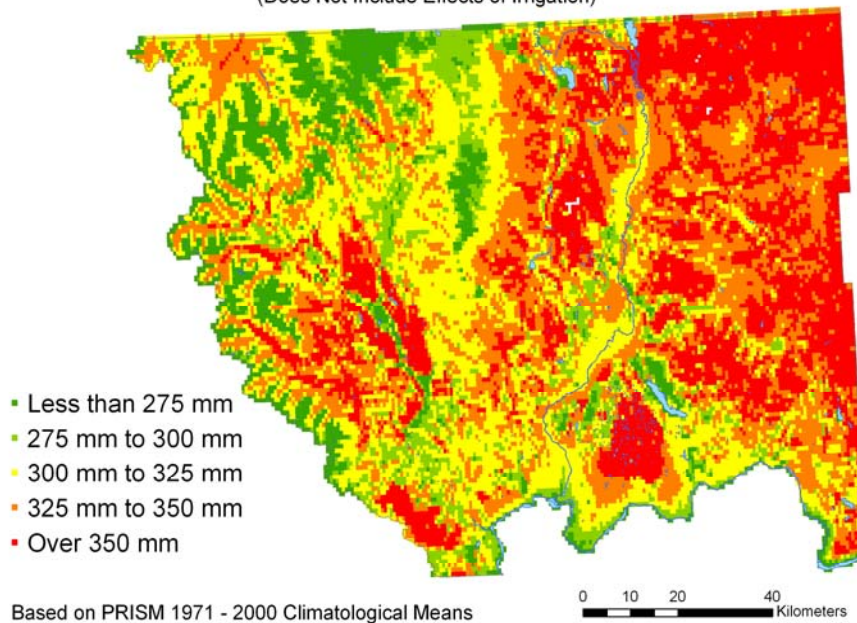 (Does Not Include Effects of Irrigation)
Less than 275 mm
275 mm to 300 mm
300 mm to 325 mm
325 mm to 350 mm
Over 350 mm
Based on PRISM 1971 - 2000 Climatological Means
0 10 20 40
Kilometers